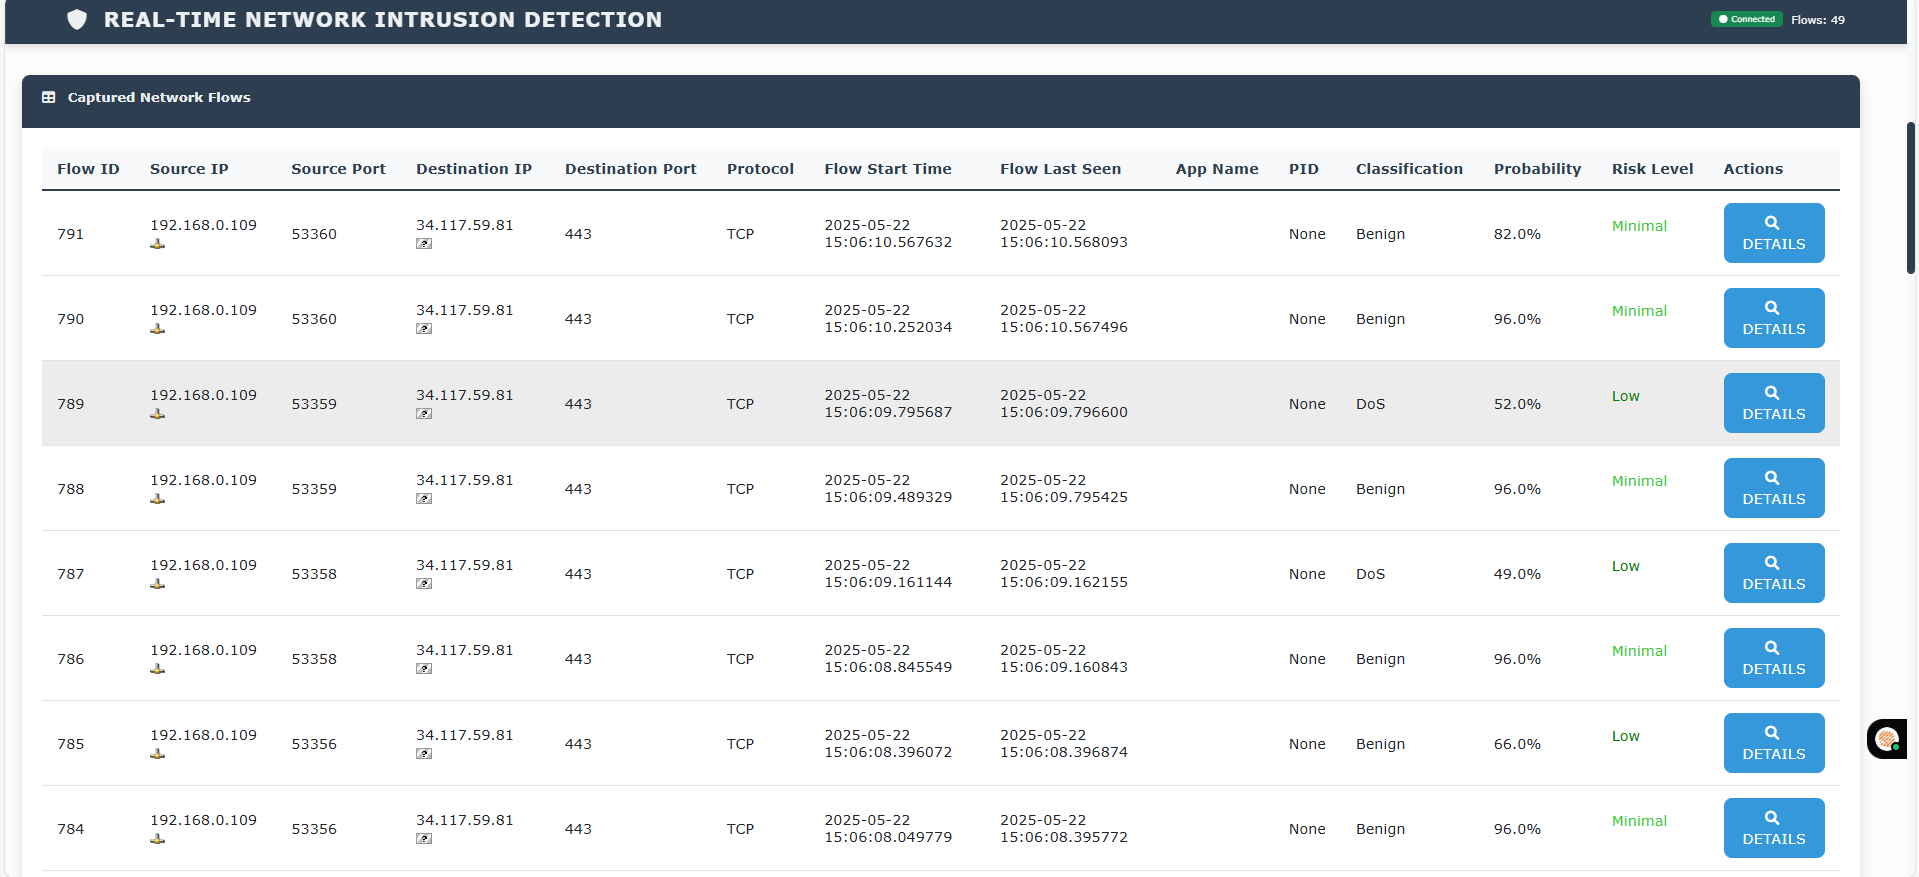 REAL-TIME NETWORK INTRUSION DETECTION
Connected Flows: 49
Captured Network Flows
Flow ID Source IP Source Port Destination IP Destination Port Protocol Flow Start Time Flow Last Seen App Name PID Classification Probability Risk Level Actions
791 192.168.0.109 53360 34.117.59.81 443 TCP 2025-05-22 15:06:10.567632 2025-05-22 15:06:10.568093 None Benign 82.0% Minimal DETAILS
790 192.168.0.109 53360 34.117.59.81 443 TCP 2025-05-22 15:06:10.252034 2025-05-22 15:06:10.567496 None Benign 96.0% Minimal DETAILS
789 192.168.0.109 53359 34.117.59.81 443 TCP 2025-05-22 15:06:09.795687 2025-05-22 15:06:09.796600 None DoS 52.0% Low DETAILS
788 192.168.0.109 53359 34.117.59.81 443 TCP 2025-05-22 15:06:09.489329 2025-05-22 15:06:09.795425 None Benign 96.0% Minimal DETAILS
787 192.168.0.109 53358 34.117.59.81 443 TCP 2025-05-22 15:06:09.161144 2025-05-22 15:06:09.162155 None DoS 49.0% Low DETAILS
786 192.168.0.109 53358 34.117.59.81 443 TCP 2025-05-22 15:06:08.845549 2025-05-22 15:06:09.160843 None Benign 96.0% Minimal DETAILS
785 192.168.0.109 53356 34.117.59.81 443 TCP 2025-05-22 15:06:08.396072 2025-05-22 15:06:08.396874 None Benign 66.0% Low DETAILS
784 192.168.0.109 53356 34.117.59.81 443 TCP 2025-05-22 15:06:08.049779 2025-05-22 15:06:08.395772 None Benign 96.0% Minimal DETAILS